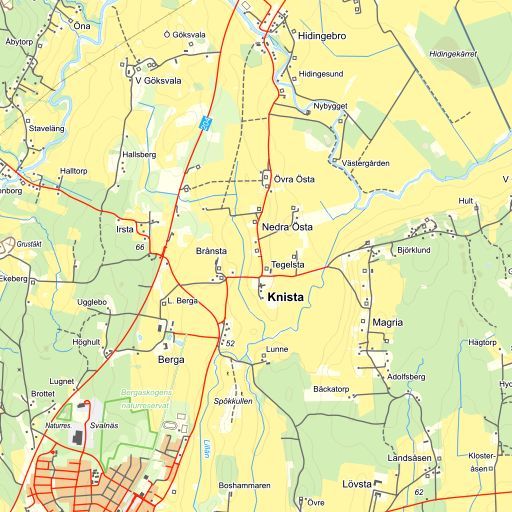 Åbytorp
Ö Göksvala
Hidingebro
Hidingekärret
V Göksvala
Hidingesund
Nybygget
Staveläng
Hallsberg
Västergården
Halltorp
Övra Östa
V
enborg
Hult
Irsta
Nedra Östa
66
Grustäkt
Brånsta
Björklund
Tegelsta
Ekeberg
Ugglebo
L. Berga
Knista
Magria
52
Höghult
Berga
Lunne
Hagtorp
Lugnet
Adolfsberg
Brottet
Bergaskogens
naturreservat
Bäckatorp
Hyd
Spökkullen
Naturres.
Svalnäs
Lillån
Landsåsen
Kloster-
åsen
Boshammaren
Lövsta
62
Övre